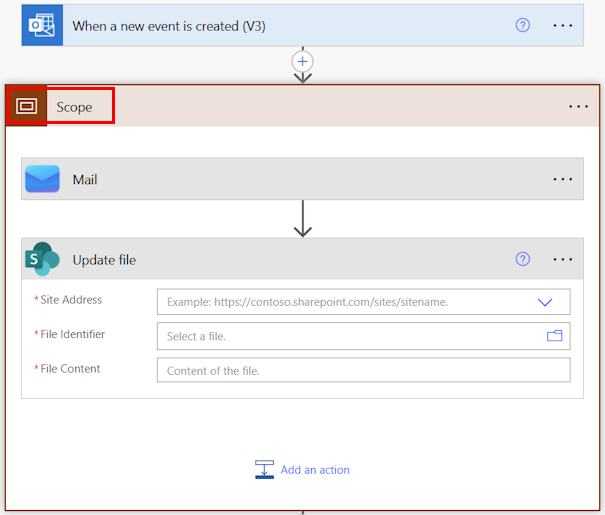 When a new event is created (V3)
Scope
Mail
S
Update file
*Site Address
Example: https://contoso.sharepoint.com/sites/sitename.
*File Identifier
Select a file.
*File Content
Content of the file.
Add an action